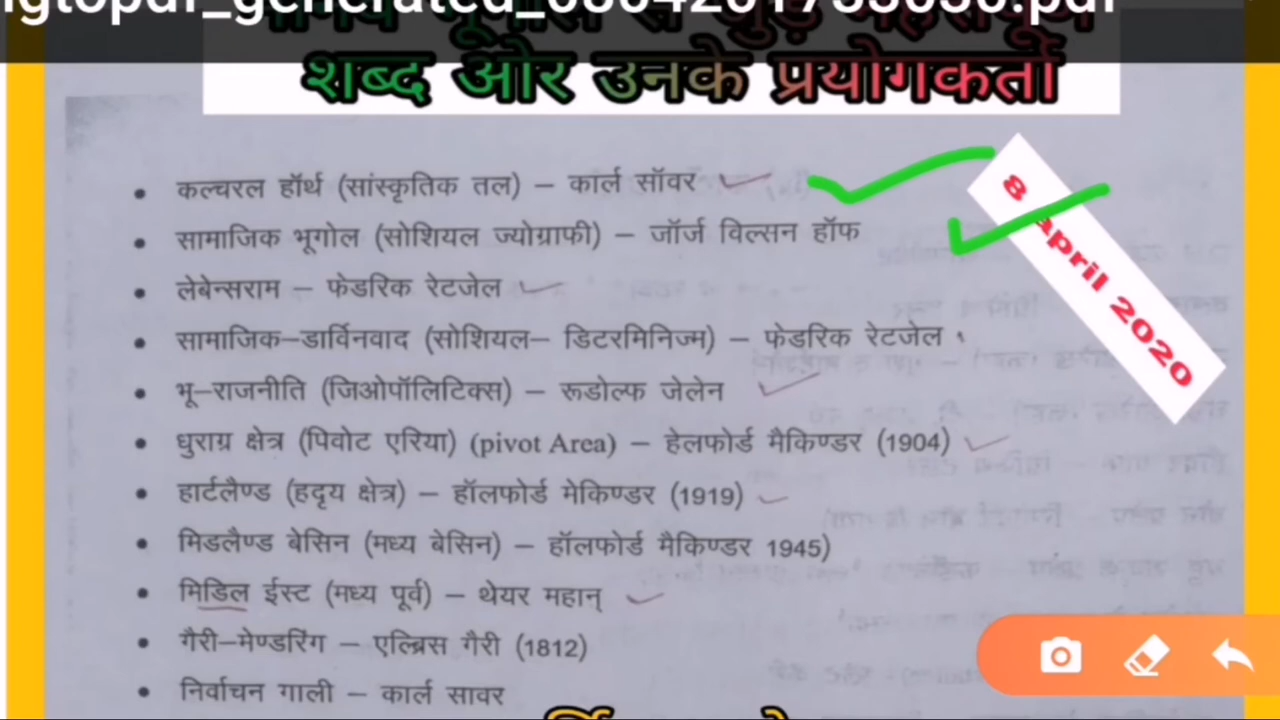 शब्द और उनके प्रयोगकर्ता
8 April 2020
• कल्चरल हॉर्थ (सांस्कृतिक तल) – कार्ल सॉवर
• सामाजिक भूगोल (सोशियल ज्योग्राफी) – जॉर्ज विल्सन हॉफ
• लेबेन्सराम – फेडरिक रेटजेल
• सामाजिक–डार्विनवाद (सोशियल– डिटरमिनिज्म) – फेडरिक रेटजेल
• भू–राजनीति (जिओपॉलिटिक्स) – रूडोल्फ जेलेन
• धुराग्र क्षेत्र (पिवोट एरिया) (pivot Area) – हेलफोर्ड मैकिण्डर (1904)
• हार्टलैण्ड (हृदय क्षेत्र) – हॉलफोर्ड मेकिण्डर (1919)
• मिडलैण्ड बेसिन (मध्य बेसिन) – हॉलफोर्ड मैकिण्डर 1945)
• मिडिल ईस्ट (मध्य पूर्व) – थेयर महान्
• गैरी–मेण्डरिंग – एल्ब्रिस गैरी (1812)
• निर्वाचन गाली – कार्ल सावर